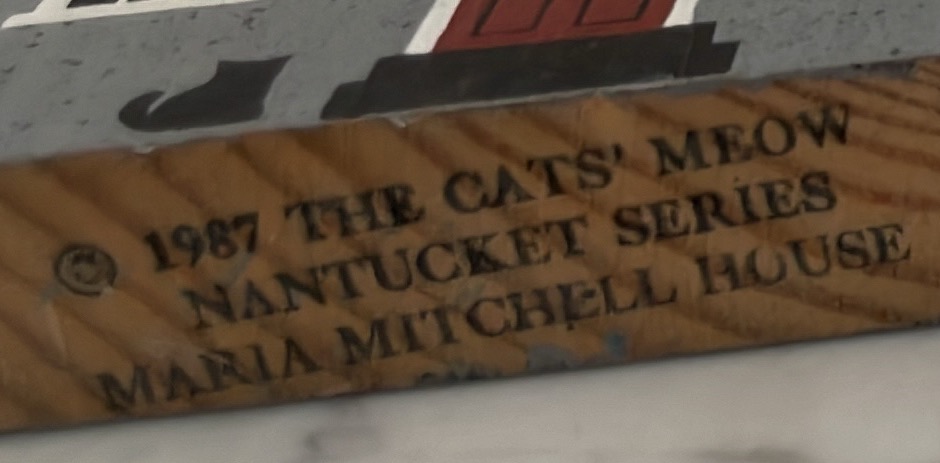 © 1987 THE CATS' MEOW
NANTUCKET SERIES
MARIA MITCHELL HOUSE